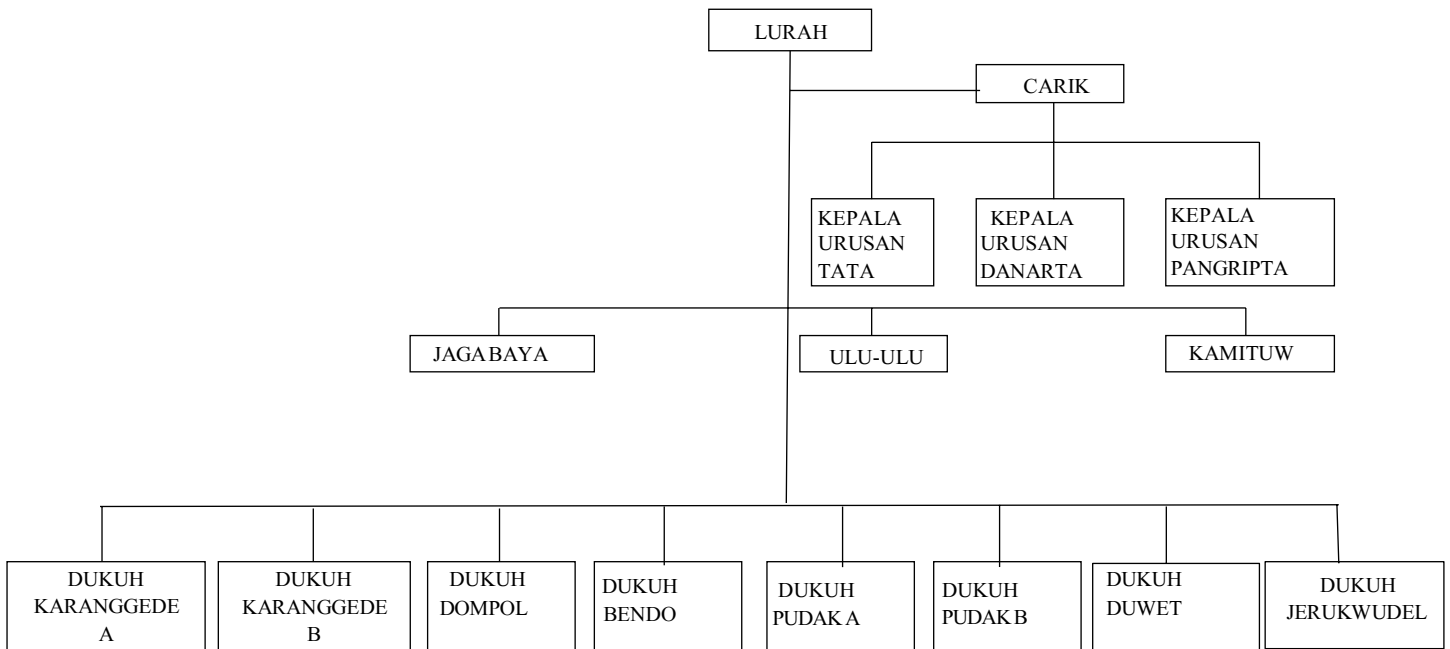 LURAH
CARIK
KEPALA
URUSAN
TATA
KEPALA
URUSAN
DANARTA
KEPALA
URUSAN
PANGRIPTA
JAGABAYA
ULU-ULU
KAMITUW
DUKUH
KARANGGEDE
A
DUKUH
KARANGGEDE
B
DUKUH
DOMPOL
DUKUH
BENDO
DUKUH
PUDAK A
DUKUH
PUDAK B
DUKUH
DUWET
DUKUH
JERUKWUDEL